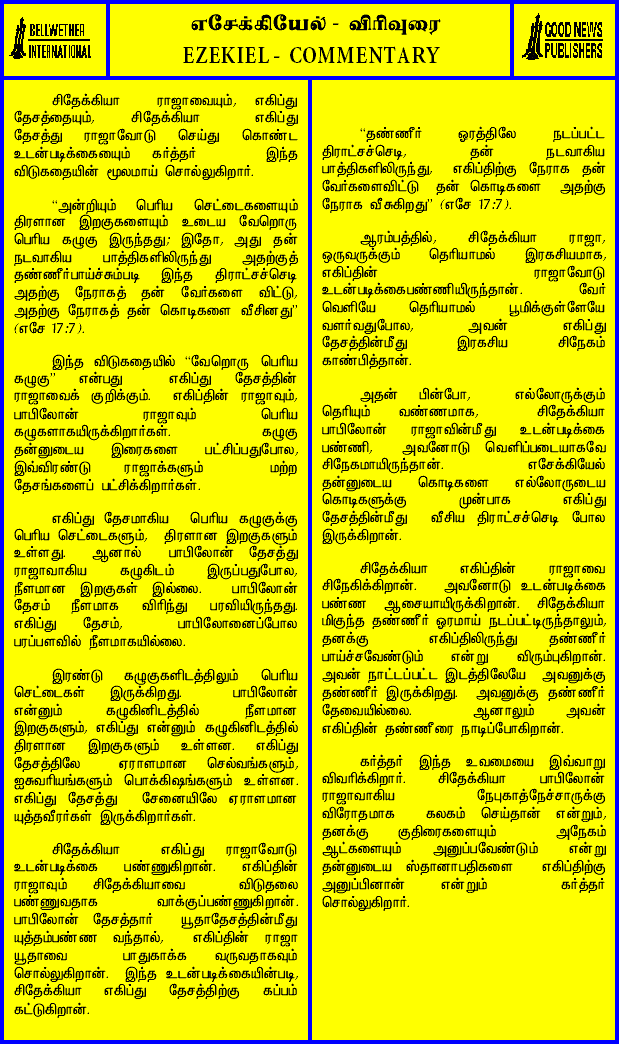 BELLWETHER
INTERNATIONAL
எசேக்கியேல் - விரிவுரை
EZEKIEL - COMMENTARY
GOOD NEWS
PUBLISHERS
சிதேக்கியா ராஜாவையும், எகிப்து
தேசத்தையும், சிதேக்கியா எகிப்து
தேசத்து ராஜாவோடு செய்து கொண்ட
உடன்படிக்கையையும் கர்த்தர் இந்த
விடுகதையின் மூலமாய் சொல்லுகிறார்.
“அன்றியும் பெரிய செட்டைகளையும்
திரளான இறகுகளையும் உடைய வேறொரு
பெரிய கழுகு இருந்தது; இதோ, அது தன்
நடவாகிய பாத்திகளிலிருந்து அதற்குத்
தண்ணீர்பாய்ச்சும்படி இந்த திராட்சச்செடி
அதற்கு நேராகத் தன் வேர்களை விட்டு,
அதற்கு நேராகத் தன் கொடிகளை வீசினது”
(எசே 17:7).
இந்த விடுகதையில் “வேறொரு பெரிய
கழுகு” என்பது எகிப்து தேசத்தின்
ராஜாவைக் குறிக்கும். எகிப்தின் ராஜாவும்,
பாபிலோன் ராஜாவும் பெரிய
கழுகளாகயிருக்கிறார்கள். கழுகு
தன்னுடைய இரைகளை பட்சிப்பதுபோல,
இவ்விரண்டு ராஜாக்களும் மற்ற
தேசங்களைப் பட்சிக்கிறார்கள்.
எகிப்து தேசமாகிய பெரிய கழுகுக்கு
பெரிய செட்டைகளும், திரளான இறகுகளும்
உள்ளது. ஆனால் பாபிலோன் தேசத்து
ராஜாவாகிய கழுகிடம் இருப்பதுபோல,
நீளமான இறகுகள் இல்லை. பாபிலோன்
தேசம் நீளமாக விரிந்து பரவியிருந்தது.
எகிப்து தேசம், பாபிலோனைப்போல
பரப்பளவில் நீளமாகயில்லை.
இரண்டு கழுகுகளிடத்திலும் பெரிய
செட்டைகள் இருக்கிறது. பாபிலோன்
என்னும் கழுகினிடத்தில் நீளமான
இறகுகளும், எகிப்து என்னும் கழுகினிடத்தில்
திரளான இறகுகளும் உள்ளன. எகிப்து
தேசத்திலே ஏராளமான செல்வங்களும்,
ஐசுவரியங்களும் பொக்கிஷங்களும் உள்ளன.
எகிப்து தேசத்து சேனையிலே ஏராளமான
யுத்தவீரர்கள் இருக்கிறார்கள்.
சிதேக்கியா எகிப்து ராஜாவோடு
உடன்படிக்கை பண்ணுகிறான். எகிப்தின்
ராஜாவும் சிதேக்கியாவை விடுதலை
பண்ணுவதாக வாக்குப்பண்ணுகிறான்.
பாபிலோன் தேசத்தார் யூதாதேசத்தின்மீது
யுத்தம்பண்ண வந்தால், எகிப்தின் ராஜா
யூதாவை பாதுகாக்க வருவதாகவும்
சொல்லுகிறான். இந்த உடன்படிக்கையின்படி,
சிதேக்கியா எகிப்து தேசத்திற்கு கப்பம்
கட்டுகிறான்.
“தண்ணீர் ஓரத்திலே நடப்பட்ட
திராட்சச்செடி, தன் நடவாகிய
பாத்திகளிலிருந்து, எகிப்திற்கு நேராக தன்
வேர்களைவிட்டு தன் கொடிகளை அதற்கு
நேராக வீசுகிறது” (எசே 17:7).
ஆரம்பத்தில், சிதேக்கியா ராஜா,
ஒருவருக்கும் தெரியாமல் இரகசியமாக,
எகிப்தின் ராஜாவோடு
உடன்படிக்கைபண்ணியிருந்தான். வேர்
வெளியே தெரியாமல் பூமிக்குள்ளேயே
வளர்வதுபோல, அவன் எகிப்து
தேசத்தின்மீது இரகசிய சிநேகம்
காண்பித்தான்.
அதன் பின்போ, எல்லோருக்கும்
தெரியும் வண்ணமாக, சிதேக்கியா
பாபிலோன் ராஜாவின்மீது உடன்படிக்கை
பண்ணி, அவனோடு வெளிப்படையாகவே
சிநேகமாயிருந்தான். எசேக்கியேல்
தன்னுடைய கொடிகளை எல்லோருடைய
கொடிகளுக்கு முன்பாக எகிப்து
தேசத்தின்மீது வீசிய திராட்சச்செடி போல
இருக்கிறான்.
சிதேக்கியா எகிப்தின் ராஜாவை
சிநேகிக்கிறான். அவனோடு உடன்படிக்கை
பண்ண ஆசையாயிருக்கிறான். சிதேக்கியா
மிகுந்த தண்ணீர் ஓரமாய் நடப்பட்டிருந்தாலும்,
தனக்கு எகிப்திலிருந்து தண்ணீர்
பாய்ச்சவேண்டும் என்று விரும்புகிறான்.
அவன் நாட்டப்பட்ட இடத்திலேயே அவனுக்கு
தண்ணீர் இருக்கிறது. அவனுக்கு தண்ணீர்
தேவையில்லை. ஆனாலும் அவன்
எகிப்தின் தண்ணீரை நாடிப்போகிறான்.
கர்த்தர் இந்த உவமையை இவ்வாறு
விவரிக்கிறார். சிதேக்கியா பாபிலோன்
ராஜாவாகிய நேபுகாத்நேச்சாருக்கு
விரோதமாக கலகம் செய்தான் என்றும்,
தனக்கு குதிரைகளையும் அநேகம்
ஆட்களையும் அனுப்பவேண்டும் என்று
தன்னுடைய ஸ்தானாபதிகளை எகிப்திற்கு
அனுப்பினான் என்றும் கர்த்தர்
சொல்லுகிறார்.